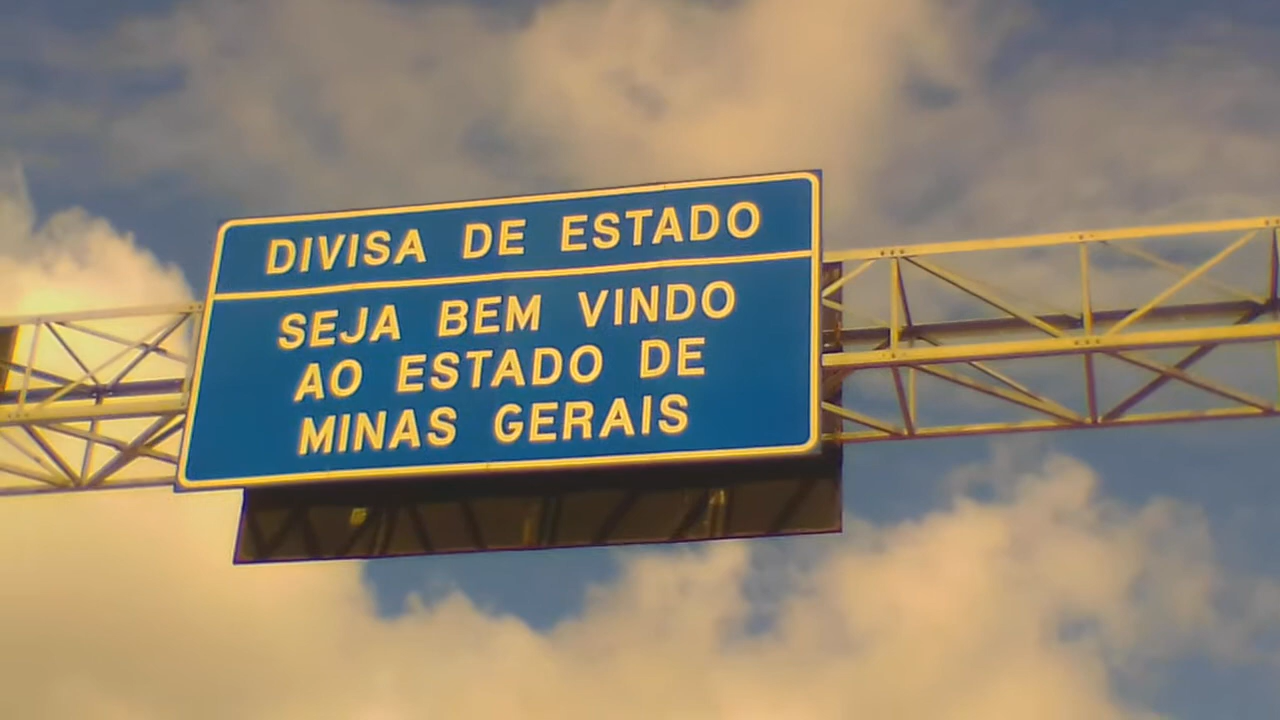 DIVISA DE ESTADO
SEJA BEM VINDO
AO ESTADO DE
MINAS GERAIS